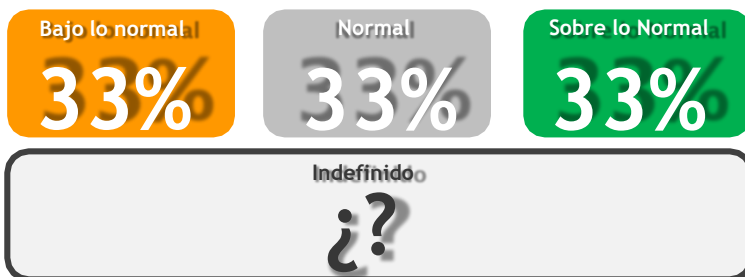 Bajo lo normal
33%
Normal
33%
Sobre lo Normal
33%
Indefinido
¿?